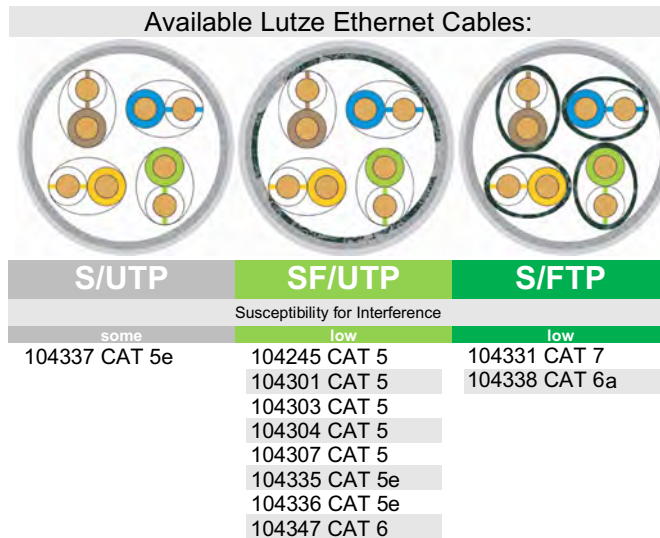 Available Lutze Ethernet Cables:
S/UTP SF/UTP S/FTP
Susceptibility for Interference
some low low
104337 CAT 5e 104245 CAT 5 104331 CAT 7
104301 CAT 5 104338 CAT 6a
104303 CAT 5
104304 CAT 5
104307 CAT 5
104335 CAT 5e
104336 CAT 5e
104347 CAT 6